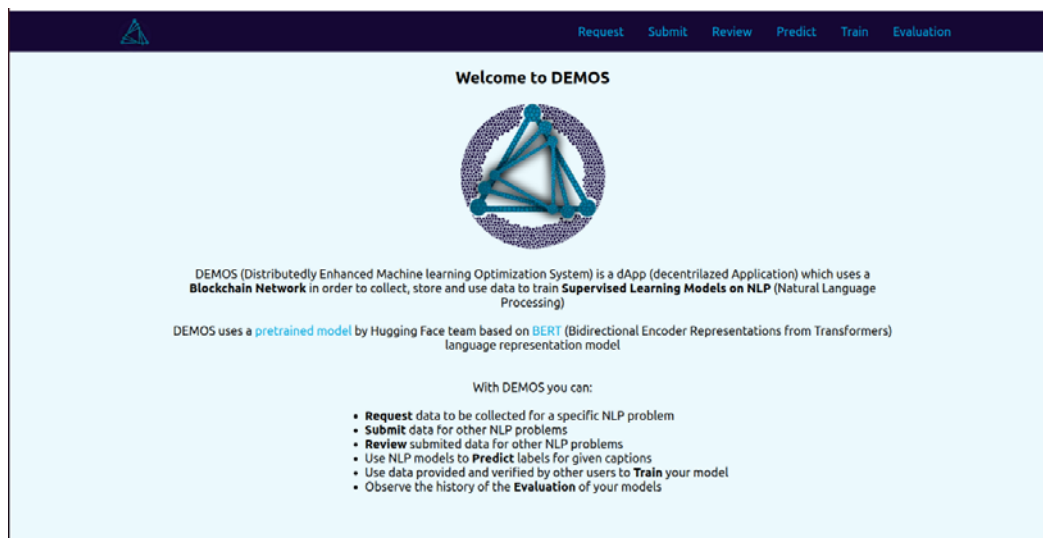 Request Submit Review Predict Train Evaluation
Welcome to DEMOS
DEMOS (Distributedly Enhanced Machine learning Optimization System) is a dApp (decentrilazed Application) which uses a
Blockchain Network in order to collect, store and use data to train Supervised Learning Models on NLP (Natural Language
Processing)
DEMOS uses a pretrained model by Hugging Face team based on BERT (Bidirectional Encoder Representations from Transformers)
language representation model
With DEMOS you can:
• Request data to be collected for a specific NLP problem
• Submit data for other NLP problems
• Review submited data for other NLP problems
• Use NLP models to Predict labels for given captions
• Use data provided and verified by other users to Train your model
• Observe the history of the Evaluation of your models